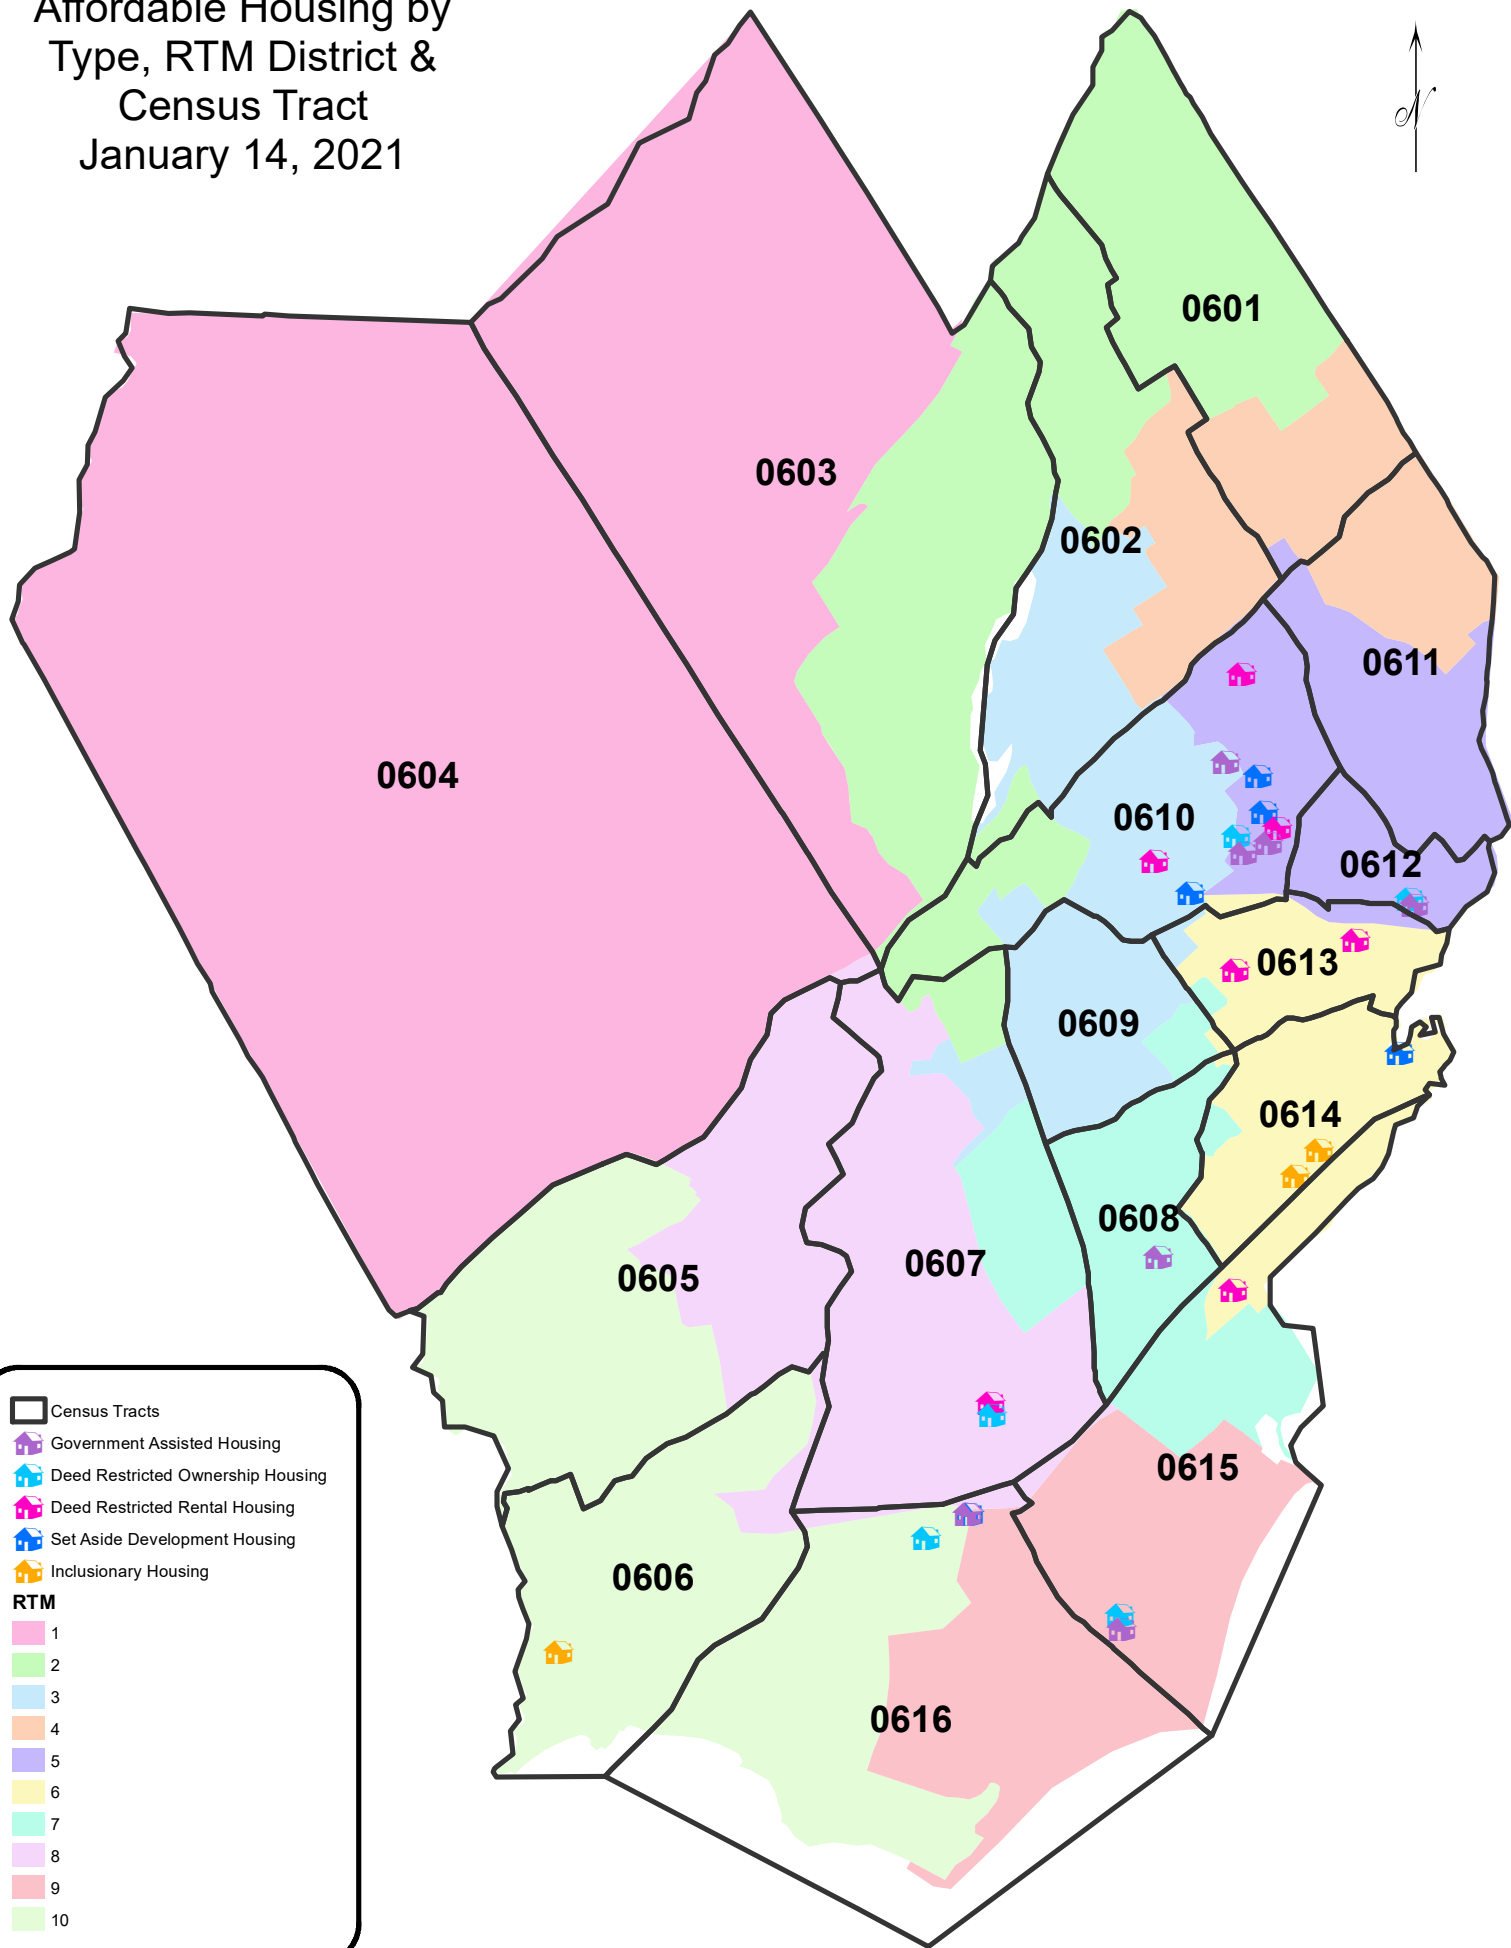 Affordable Housing by
Type, RTM District &
Census Tract
January 14, 2021
N
0601
0603
0602
0611
0604
0610
0612
0613
0609
0614
0608
0607
0605
0615
0606
0616
Census Tracts
Government Assisted Housing
Deed Restricted Ownership Housing
Deed Restricted Rental Housing
Set Aside Development Housing
Inclusionary Housing
RTM
1
2
3
4
5
6
7
8
9
10